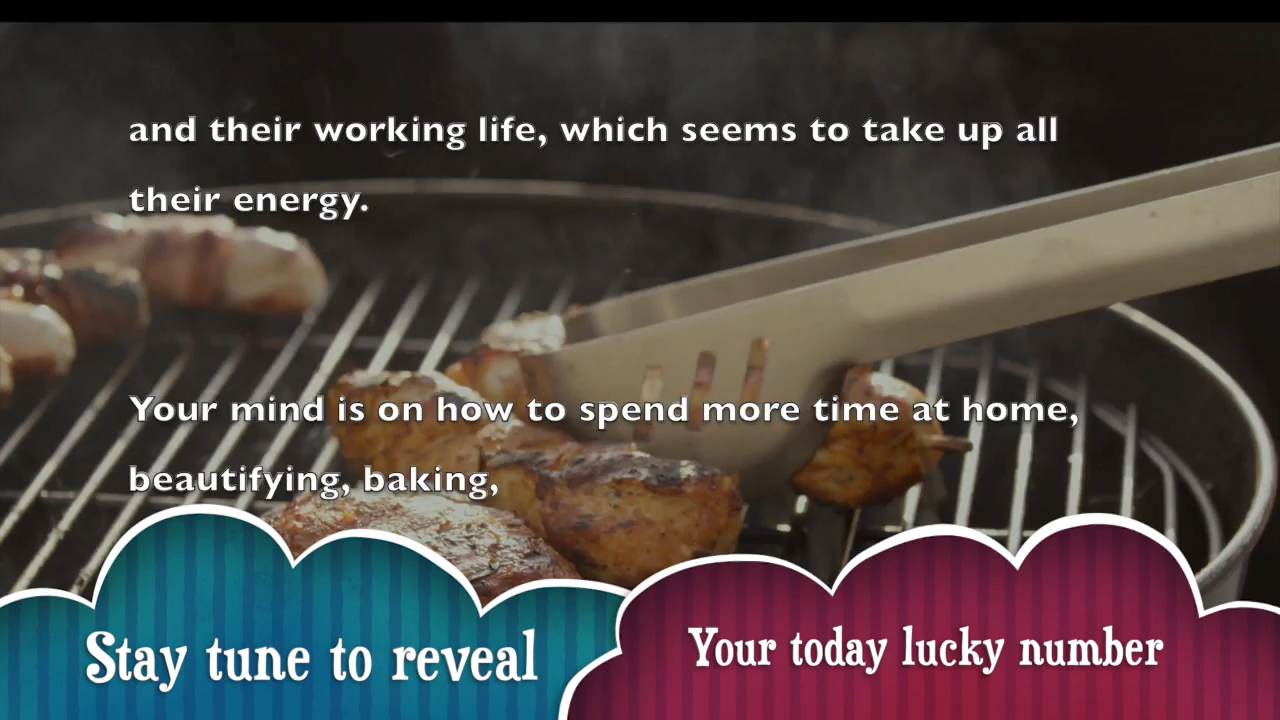 and their working life, which seems to take up all
their energy.
Your mind is on how to spend more time at home,
beautifying, baking,
Stay tune to reveal
Your today lucky number